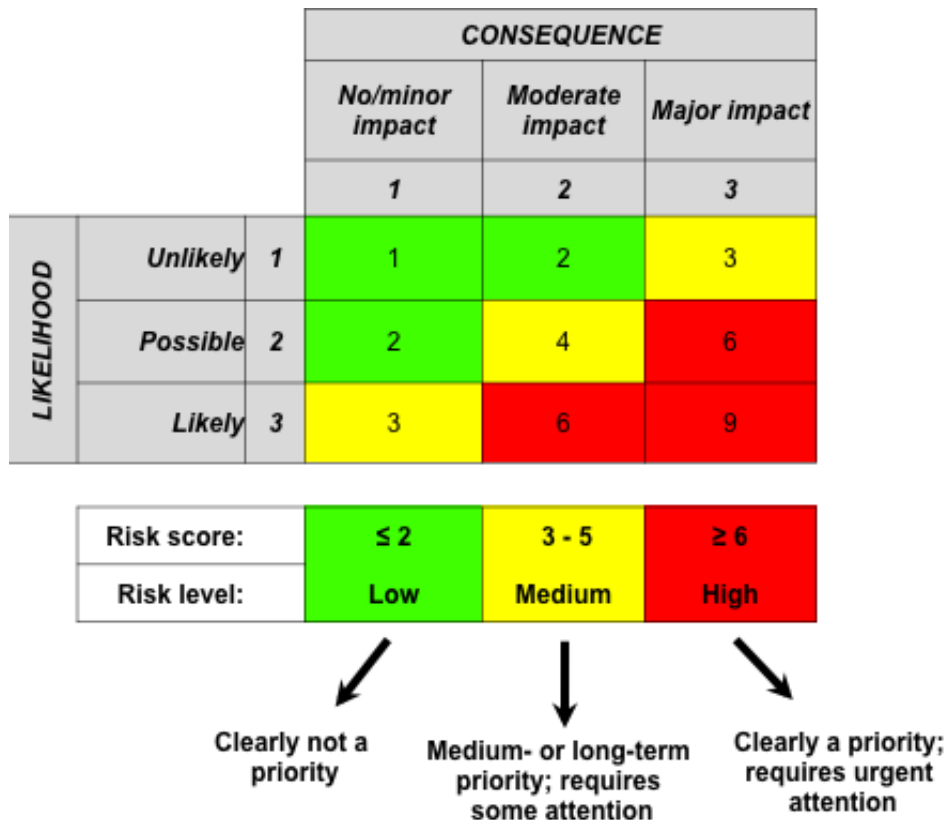 CONSEQUENCE
No/minor impact
Moderate impact
Major impact
1
2
3
LIKELIHOOD
Unlikely 1 1 2 3
Possible 2 2 4 6
Likely 3 3 6 9
Risk score: ≤ 2 3 - 5 ≥ 6
Risk level: Low Medium High
Clearly not a
priority
Medium- or long-term
priority; requires
some attention
Clearly a priority;
requires urgent
attention